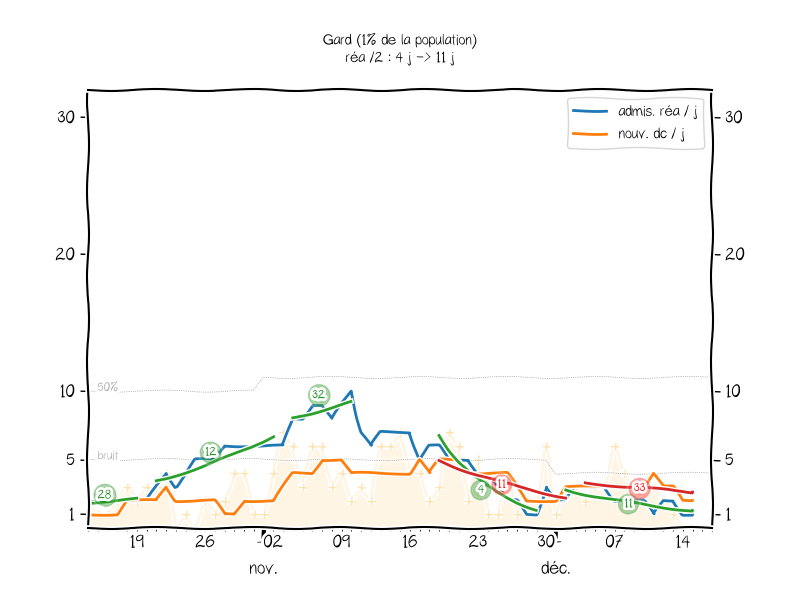 Gard (1% de la population)
réa /2 : 4 j -> 11 j
admis. réa / j
nouv. dc / j
30 30
20 20
50%
10 10
32
12
bruit
5 5
28
4
11
33
11
1 1
19 26 02 09 16 23 30 07 14
nov. déc.